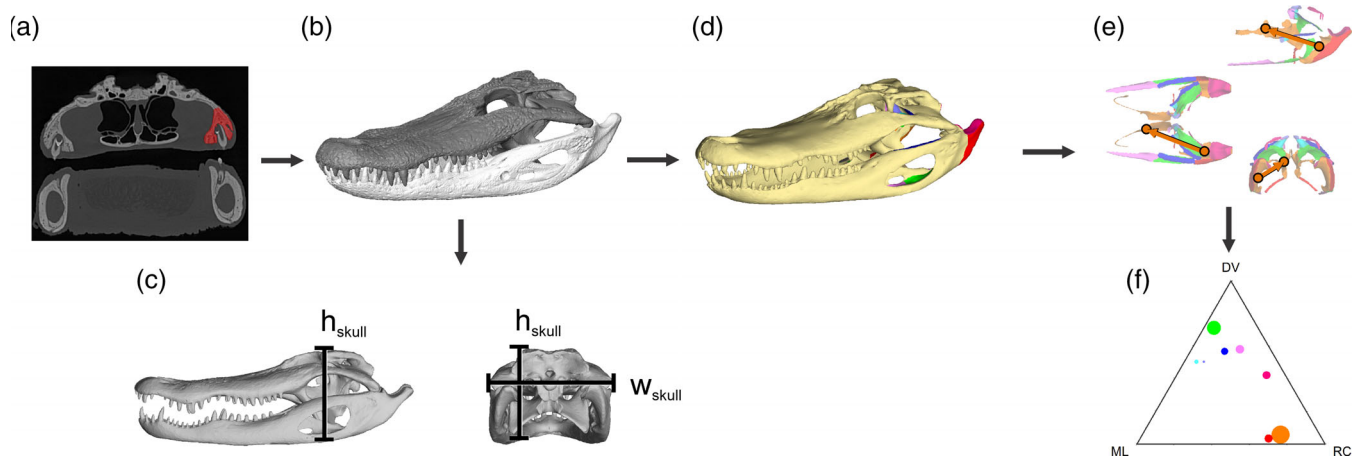 (a)
(b)
(d)
(e)
(c)
h_skull
h_skull
w_skull
(f)
DV
ML
RC